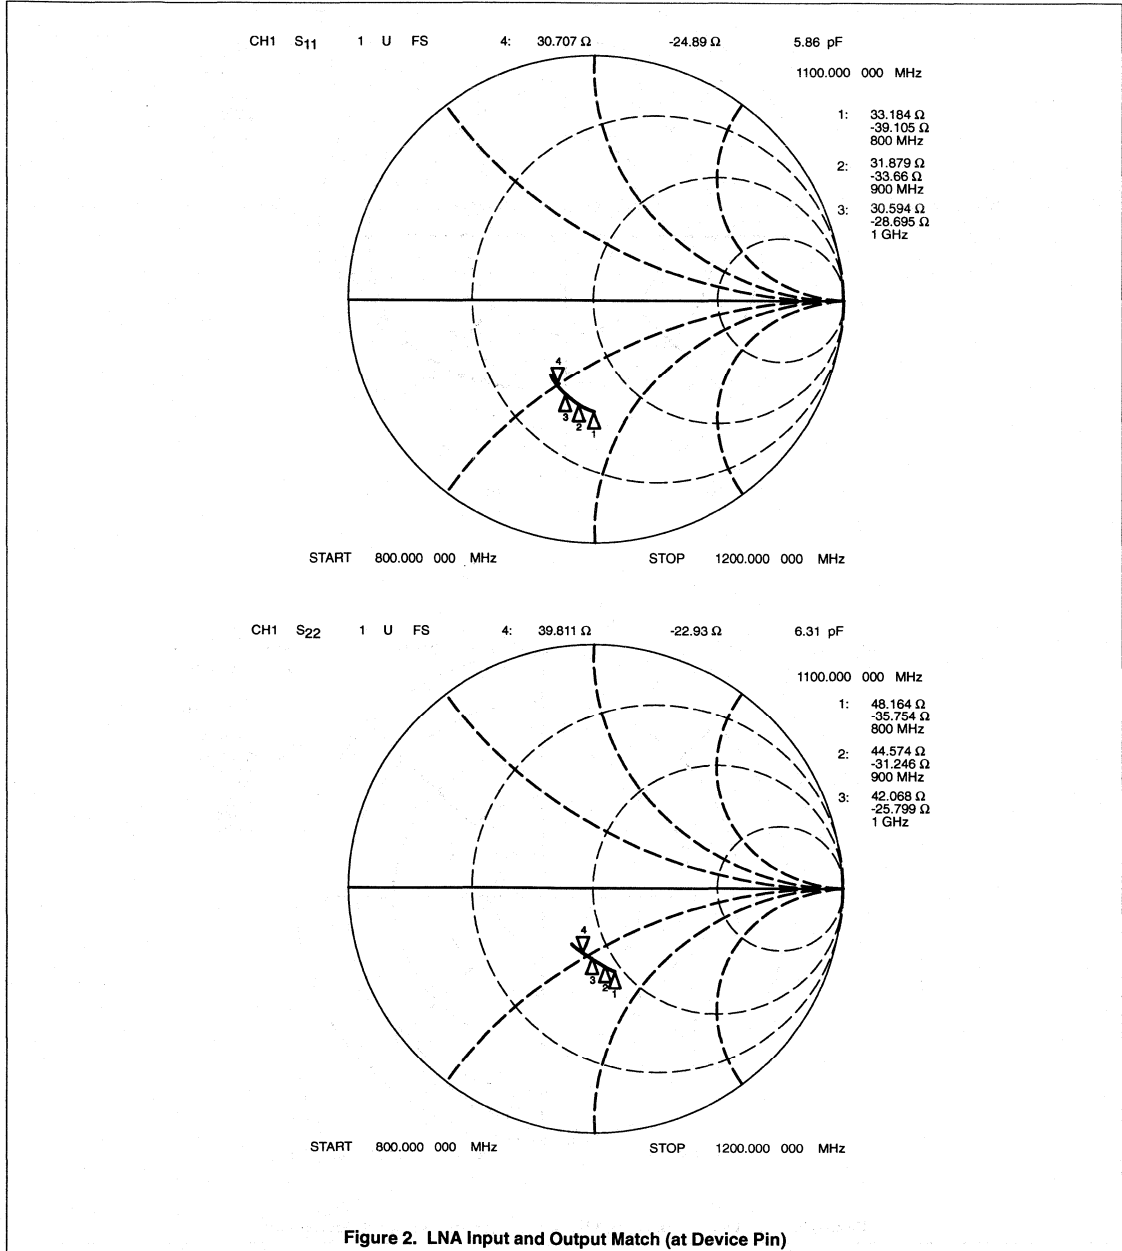 CH1 S11 1 U FS 4: 30.707 Ω -24.89 Ω 5.86 pF
1100.000 000 MHz
1: 33.184 Ω
-39.105 Ω
800 MHz
2: 31.879 Ω
-33.66 Ω
900 MHz
3: 30.594 Ω
-28.695 Ω
1 GHz
4
3
2
1
START 800.000 000 MHz STOP 1200.000 000 MHz
CH1 S22 1 U FS 4: 39.811 Ω -22.93 Ω 6.31 pF
1100.000 000 MHz
1: 48.164 Ω
-35.754 Ω
800 MHz
2: 44.574 Ω
-31.246 Ω
900 MHz
3: 42.068 Ω
-25.799 Ω
1 GHz
4
3
2
1
START 800.000 000 MHz STOP 1200.000 000 MHz
Figure 2. LNA Input and Output Match (at Device Pin)